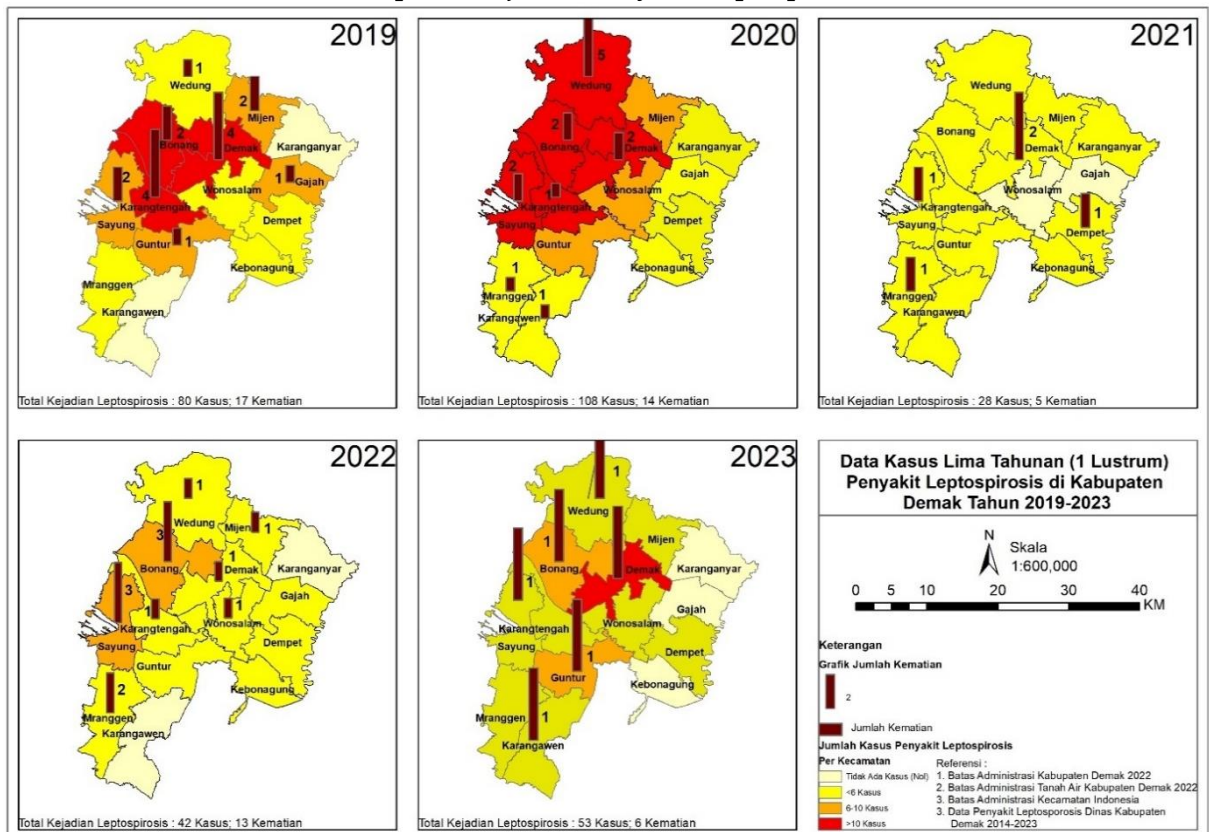 2019
1
Wedung
2
Mijen
2
Bonang
4
Demak
Karanganyar
2
4
Wonosalam
1
Gajah
Karangtengah
Sayung
1
Guntur
Dempet
Kebonagung
Mranggen
Karangawen
Total Kejadian Leptospirosis : 80 Kasus; 17 Kematian
2020
5
Wedung
Mijen
2
Bonang
2
Demak
Karanganyar
2
1
Wonosalam
Gajah
Karangtengah
Sayung
Guntur
Dempet
Kebonagung
1
Mranggen
1
Karangawen
Total Kejadian Leptospirosis : 108 Kasus; 14 Kematian
2021
Wedung
Mijen
Bonang
2
Demak
Karanganyar
1
Wonosalam
Gajah
Karangtengah
1
Sayung
Dempet
Guntur
Kebonagung
1
Mranggen
Karangawen
Total Kejadian Leptospirosis : 28 Kasus; 5 Kematian
2022
1
Wedung
Mijen
1
3
Bonang
1
Demak
Karanganyar
3
1
1
Gajah
Karangtengah
Wonosalam
Sayung
Dempet
Guntur
Kebonagung
2
Mranggen
Karangawen
Total Kejadian Leptospirosis : 42 Kasus; 13 Kematian
2023
1
Wedung
Mijen
1
Bonang
Demak
Karanganyar
1
Gajah
Karangtengah
Wonosalam
Sayung
1
Dempet
Guntur
Kebonagung
Mranggen
1
Karangawen
Total Kejadian Leptospirosis : 53 Kasus; 6 Kematian
Data Kasus Lima Tahunan (1 Lustrum)
Penyakit Leptospirosis di Kabupaten
Demak Tahun 2019-2023
N
Skala
1:600,000
0 5 10 20 30 40
KM
Keterangan
Grafik Jumlah Kematian
2
Jumlah Kematian
Jumlah Kasus Penyakit Leptospirosis
Per Kecamatan
Tidak Ada Kasus (Nol)
<6 Kasus
6-10 Kasus
>10 Kasus
Referensi :
1. Batas Administrasi Kabupaten Demak 2022
2. Batas Administrasi Tanah Air Kabupaten Demak 2022
3. Batas Administrasi Kecamatan Indonesia
3. Data Penyakit Leptosporosis Dinas Kabupaten
Demak 2014-2023